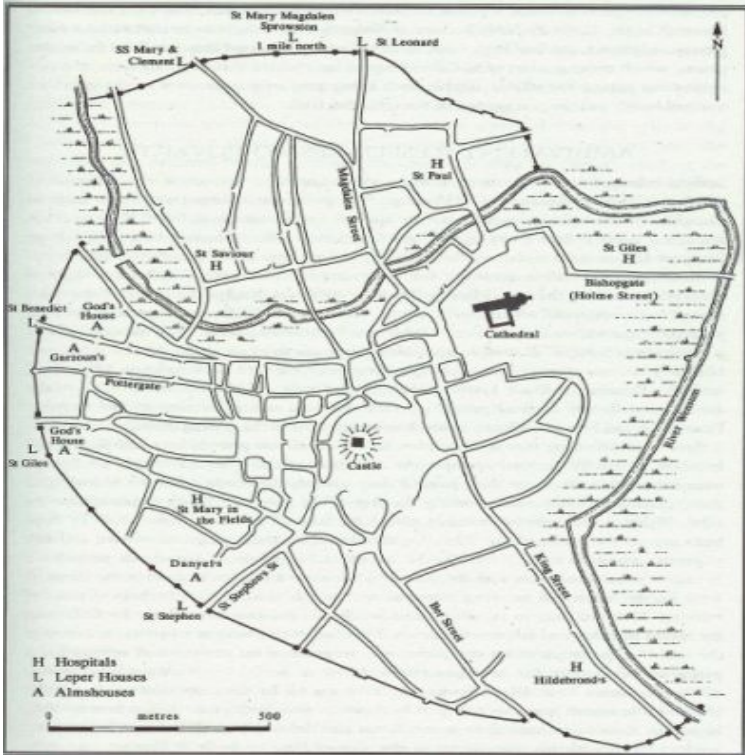 St Mary Magdalen
Sprowston
L
1 mile north
SS Mary &
Clement L
L St Leonard
N
H
St Paul
Magdalen Street
St Saviour
H
St Giles
H
Bishopgate
(Holme Street)
Cathedral
St Benedict
L
God's
House
A
A
Garzoun's
Pottergate
River Wensum
God's
House
A
L
St Giles
Castle
H
St Mary in
the Fields
Danyel's
A
L
St Stephen
St Stephen's St
Ber Street
King Street
H
Hildebrond's
H Hospitals
L Leper Houses
A Almshouses
0 metres 500